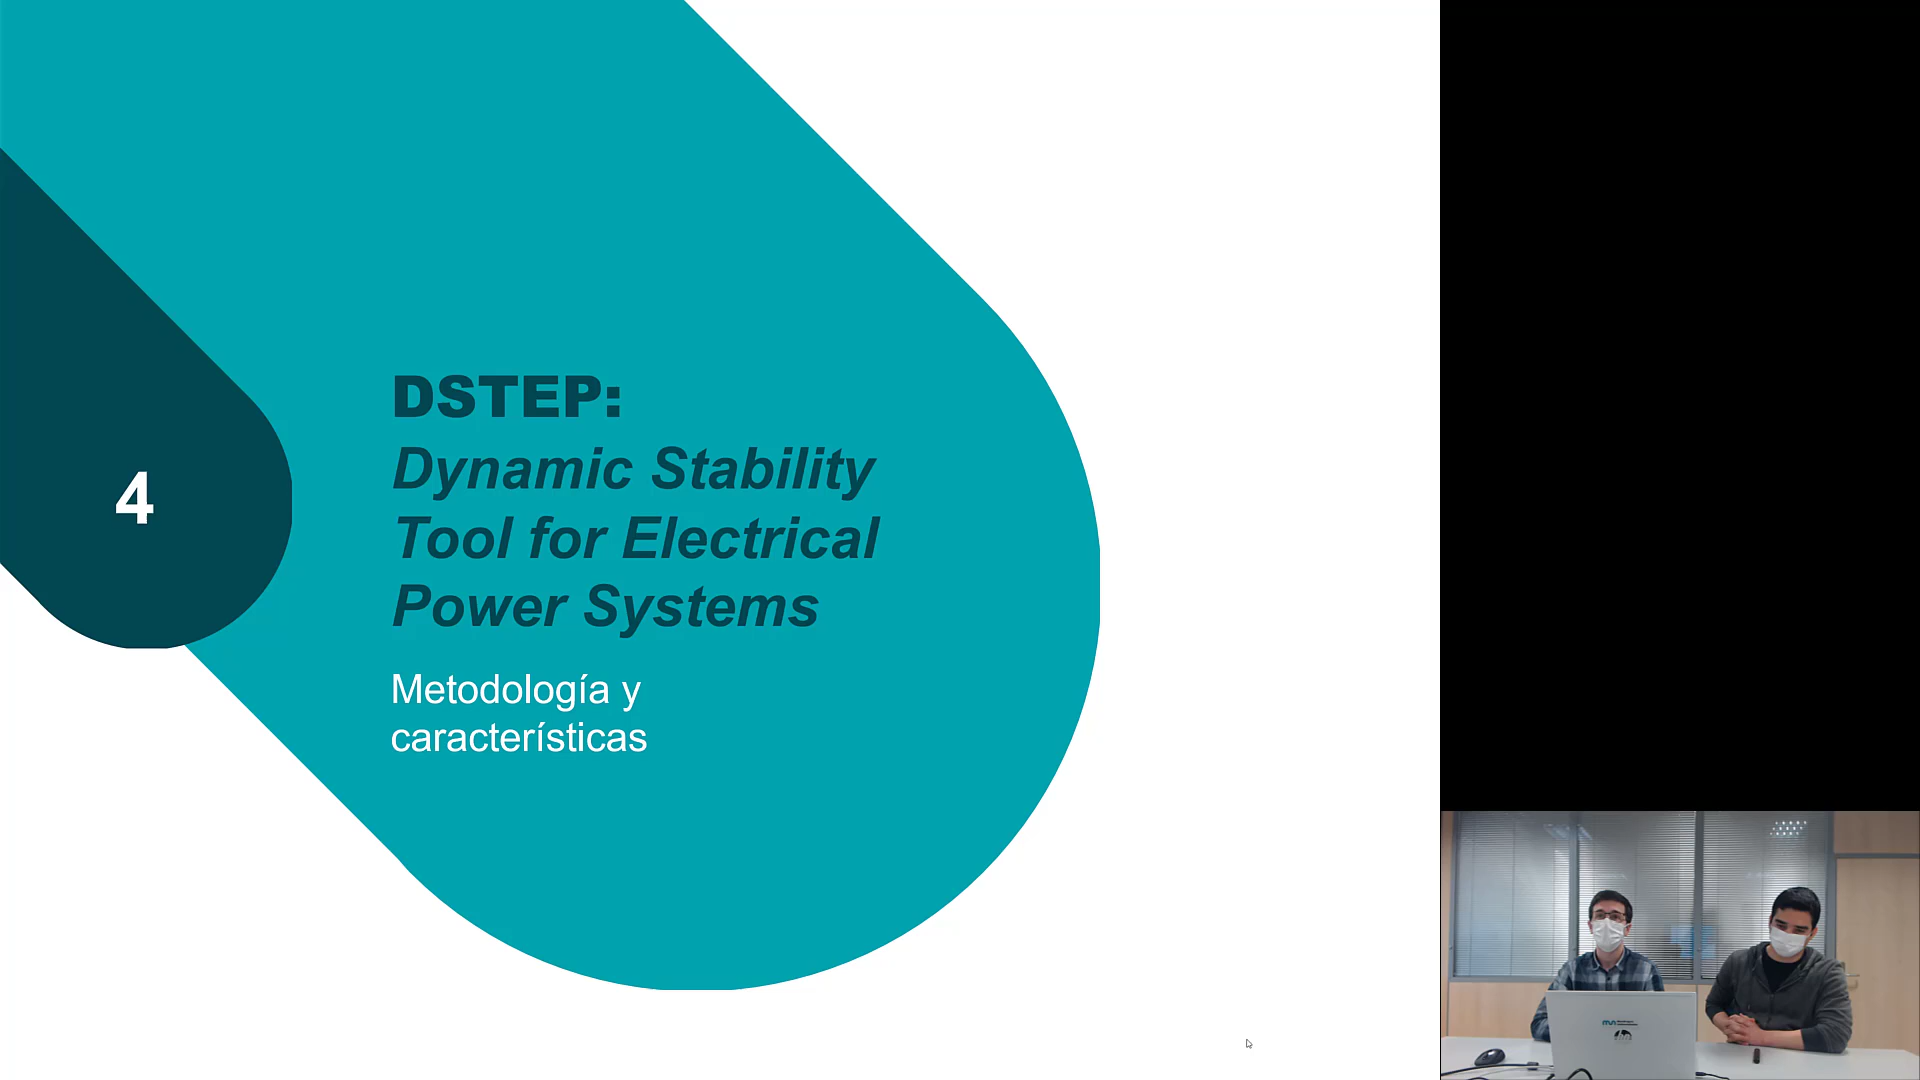 4
DSTEP:
Dynamic Stability
Tool for Electrical
Power Systems
Metodología y
características